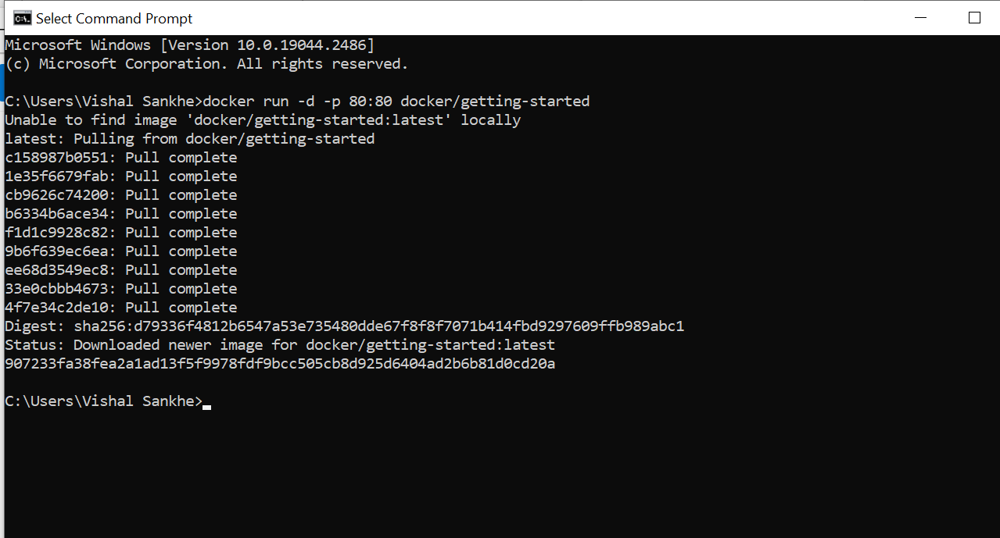 Select Command Prompt
Microsoft Windows [Version 10.0.19044.2486]
(c) Microsoft Corporation. All rights reserved.
C:\Users\Vishal Sankhe>docker run -d -p 80:80 docker/getting-started
Unable to find image 'docker/getting-started:latest' locally
latest: Pulling from docker/getting-started
c158987b0551: Pull complete
1e35f6679fab: Pull complete
cb9626c74200: Pull complete
b6334b6ace34: Pull complete
f1d1c9928c82: Pull complete
9b6f639ec6ea: Pull complete
ee68d3549ec8: Pull complete
33e0cbbb4673: Pull complete
4f7e34c2de10: Pull complete
Digest: sha256:d79336f4812b6547a53e735480dde67f8f8f7071b414fbd9297609ffb989abc1
Status: Downloaded newer image for docker/getting-started:latest
907233fa38fea2a1ad13f5f9978fdf9bcc505cb8d925d6404ad2b6b81d0cd20a
C:\Users\Vishal Sankhe>